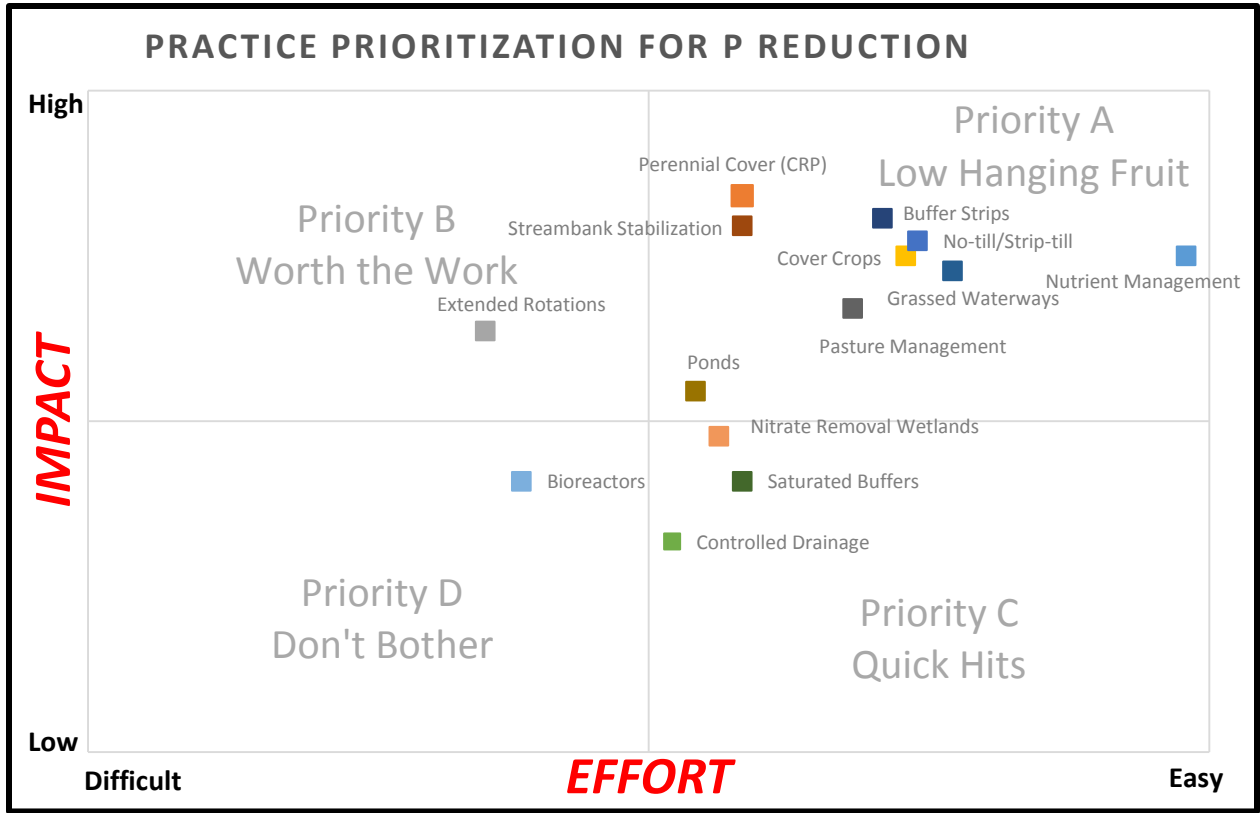 PRACTICE PRIORITIZATION FOR P REDUCTION
High
Priority A
Low Hanging Fruit
Perennial Cover (CRP)
Priority B
Worth the Work
Streambank Stabilization
Buffer Strips
No-till/Strip-till
Cover Crops
Nutrient Management
Grassed Waterways
Extended Rotations
Pasture Management
Ponds
IMPACT
Nitrate Removal Wetlands
Bioreactors
Saturated Buffers
Controlled Drainage
Priority D
Don't Bother
Priority C
Quick Hits
Low
Difficult
EFFORT
Easy